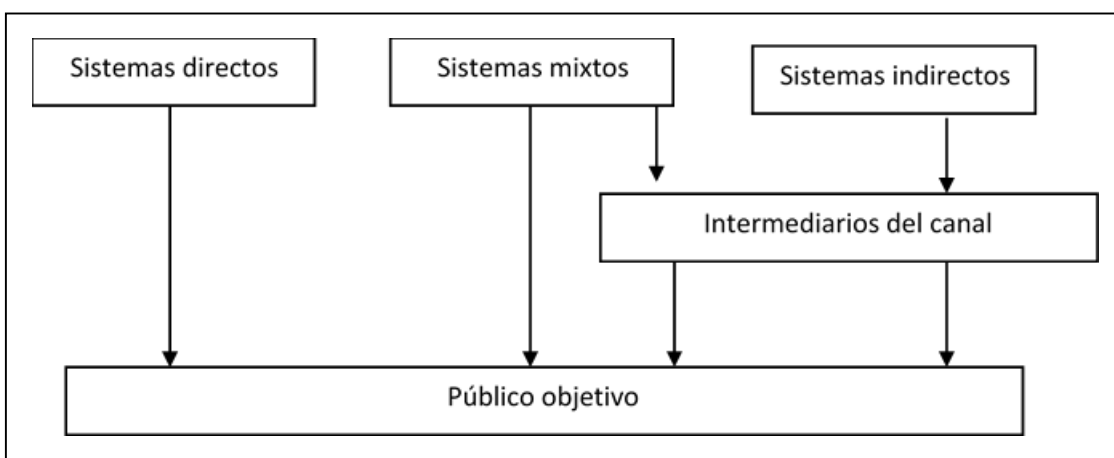 Sistemas directos
Sistemas mixtos
Sistemas indirectos
Intermediarios del canal
Público objetivo